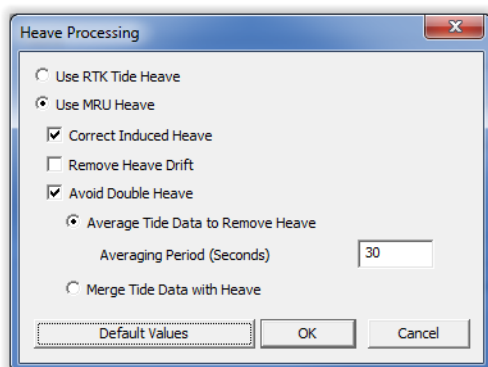 Heave Processing
Use RTK Tide Heave
Use MRU Heave
Correct Induced Heave
Remove Heave Drift
Avoid Double Heave
Average Tide Data to Remove Heave
Averaging Period (Seconds) 30
Merge Tide Data with Heave
Default Values OK Cancel